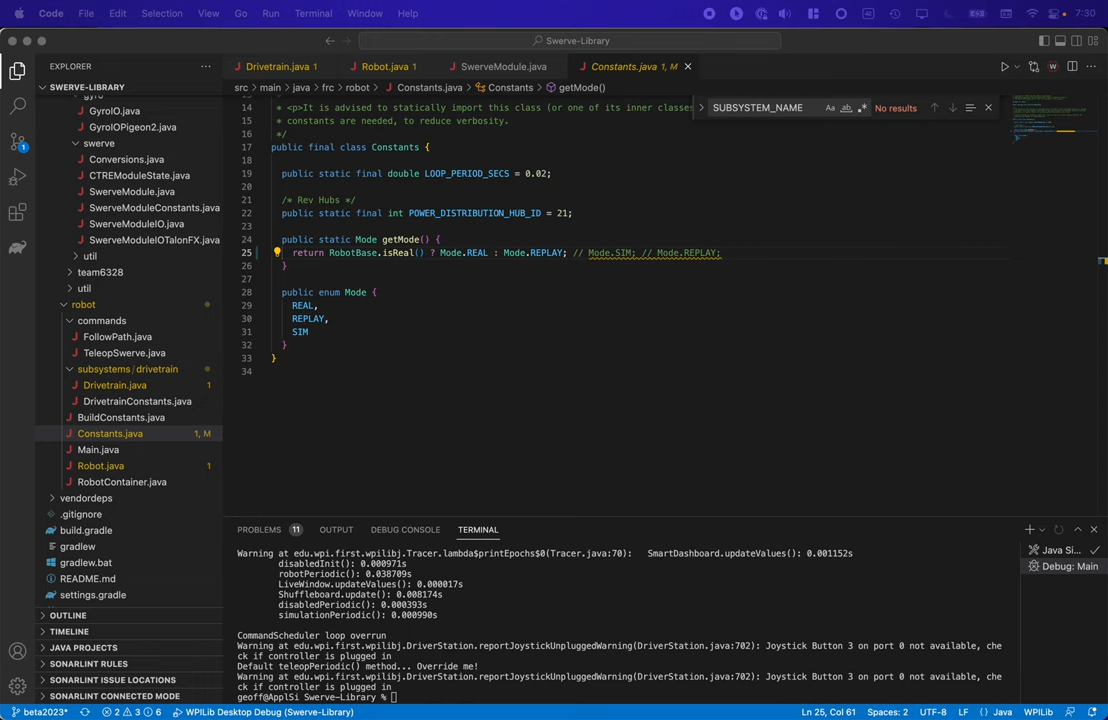 Code File Edit Selection View Go Run Terminal Window Help 7:30
Swerve-Library
EXPLORER
SWERVE-LIBRARY
gyro
GyroIO.java
GyroIOPigeon2.java
swerve
Conversions.java
CTREModuleState.java
SwerveModule.java
SwerveModuleConstants.java
SwerveModuleIO.java
SwerveModuleIOTalonFX.java
util
team6328
util
robot
commands
FollowPath.java
TeleopSwerve.java
subsystems / drivetrain
Drivetrain.java 1
DrivetrainConstants.java
BuildConstants.java
Constants.java 1, M
Main.java
Robot.java 1
RobotContainer.java
vendordeps
.gitignore
build.gradle
gradlew
gradlew.bat
README.md
settings.gradle
OUTLINE
TIMELINE
JAVA PROJECTS
SONARLINT RULES
SONARLINT ISSUE LOCATIONS
SONARLINT CONNECTED MODE
Drivetrain.java 1 Robot.java 1 SwerveModule.java Constants.java 1, M
src > main > java > frc > robot > Constants.java > Constants > getMode()
SUBSYSTEM_NAME Aa ab No results
14 * <p>It is advised to statically import this class (or one of its inner classes
15 * constants are needed, to reduce verbosity.
16 */
17 public final class Constants {
18
19 public static final double LOOP_PERIOD_SECS = 0.02;
20
21 /* Rev Hubs */
22 public static final int POWER_DISTRIBUTION_HUB_ID = 21;
23
24 public static Mode getMode() {
25 return RobotBase.isReal() ? Mode.REAL : Mode.REPLAY; // Mode.SIM; // Mode.REPLAY;
26 }
27
28 public enum Mode {
29 REAL,
30 REPLAY,
31 SIM
32 }
33 }
34
PROBLEMS 11 OUTPUT DEBUG CONSOLE TERMINAL
Java Si...
Debug: Main
Warning at edu.wpi.first.wpilibj.Tracer.lambda$printEpochs$0(Tracer.java:70): SmartDashboard.updateValues(): 0.001152s
disabledInit(): 0.000971s
robotPeriodic(): 0.038709s
LiveWindow.updateValues(): 0.000017s
Shuffleboard.update(): 0.008174s
disabledPeriodic(): 0.000393s
simulationPeriodic(): 0.000990s
CommandScheduler loop overrun
Warning at edu.wpi.first.wpilibj.DriverStation.reportJoystickUnpluggedWarning(DriverStation.java:702): Joystick Button 3 on port 0 not available, che
ck if controller is plugged in
Default teleopPeriodic() method... Override me!
Warning at edu.wpi.first.wpilibj.DriverStation.reportJoystickUnpluggedWarning(DriverStation.java:702): Joystick Button 3 on port 0 not available, che
ck if controller is plugged in
geoff@ApplSi Swerve-Library %
beta2023* 2 3 6 WPILib Desktop Debug (Swerve-Library) Ln 25, Col 61 Spaces: 2 UTF-8 LF {} Java WPILib